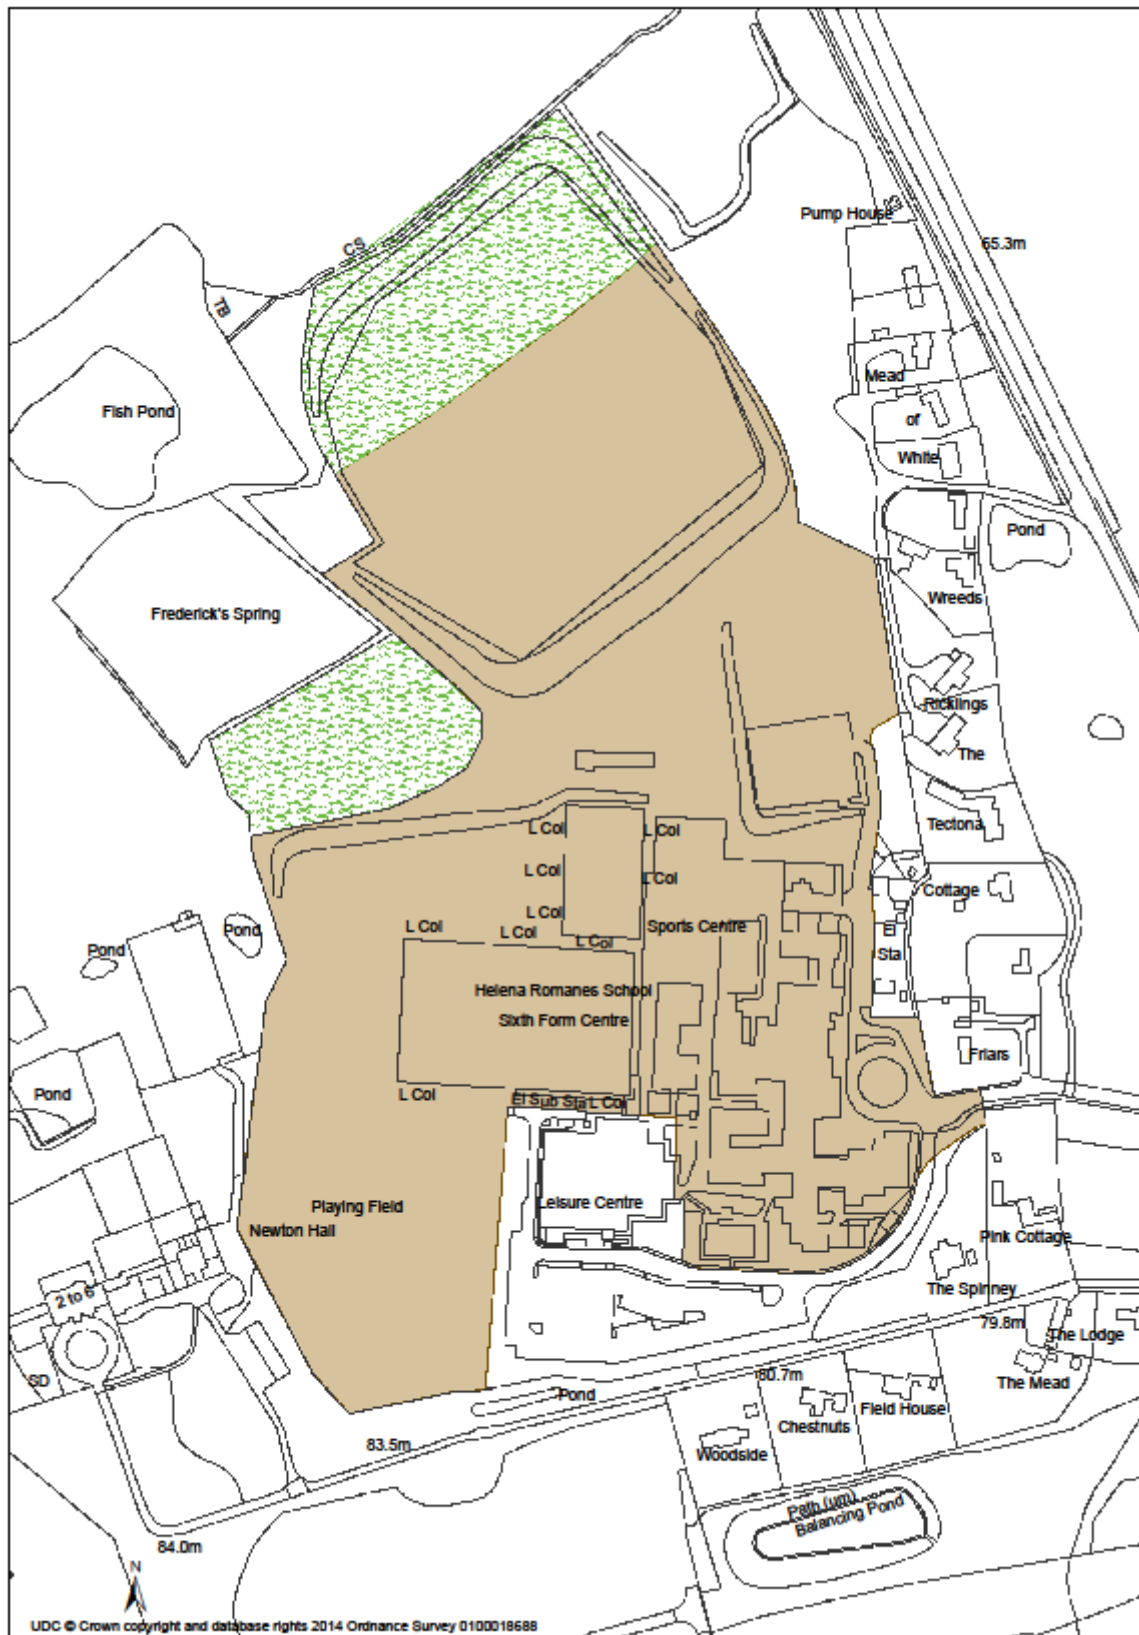 Pump House
65.3m
CS
TB
Mead
Fish Pond
of
White
Pond
Wreeds
Frederick's Spring
Ricklings
The
L Col
L Col
Tectona
L Col
L Col
Cottage
L Col
L Col
L Col
L Col
Sports Centre
El
Sta
Pond
Pond
Helena Romanes School
Sixth Form Centre
Friars
Pond
L Col
El Sub Sta
L Col
Playing Field
Leisure Centre
Newton Hall
Pink Cottage
The Spinney
2 to 6
79.8m
The Lodge
SD
80.7m
The Mead
Pond
Field House
Chestnuts
83.5m
Woodside
Path (um)
Balancing Pond
84.0m
N
UDC © Crown copyright and database rights 2014 Ordnance Survey 0100018688